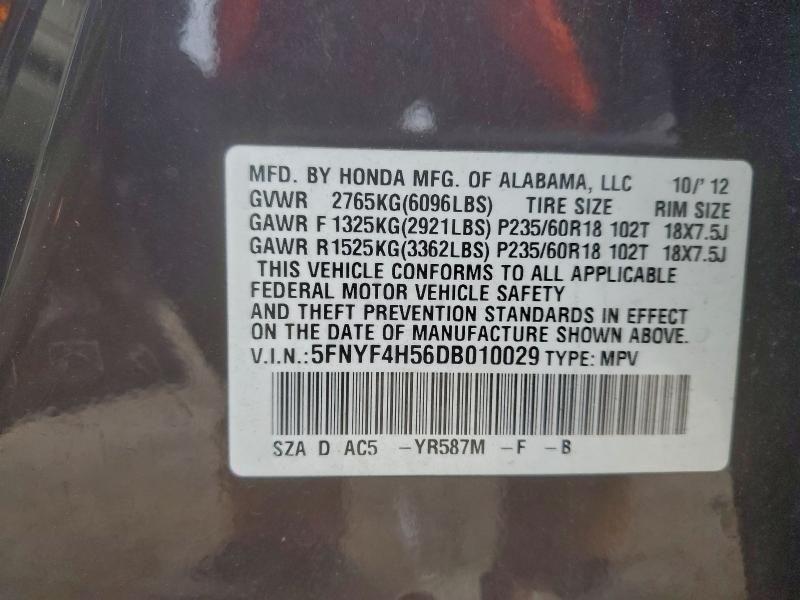 MFD. BY HONDA MFG. OF ALABAMA, LLC 10/' 12
GVWR 2765KG(6096LBS) TIRE SIZE RIM SIZE
GAWR F 1325KG(2921LBS) P235/60R18 102T 18X7.5J
GAWR R 1525KG(3362LBS) P235/60R18 102T 18X7.5J
THIS VEHICLE CONFORMS TO ALL APPLICABLE
FEDERAL MOTOR VEHICLE SAFETY
AND THEFT PREVENTION STANDARDS IN EFFECT
ON THE DATE OF MANUFACTURE SHOWN ABOVE.
V.I.N.:5FNYF4H56DB010029 TYPE: MPV
SZA D AC5 -YR587M -F -B